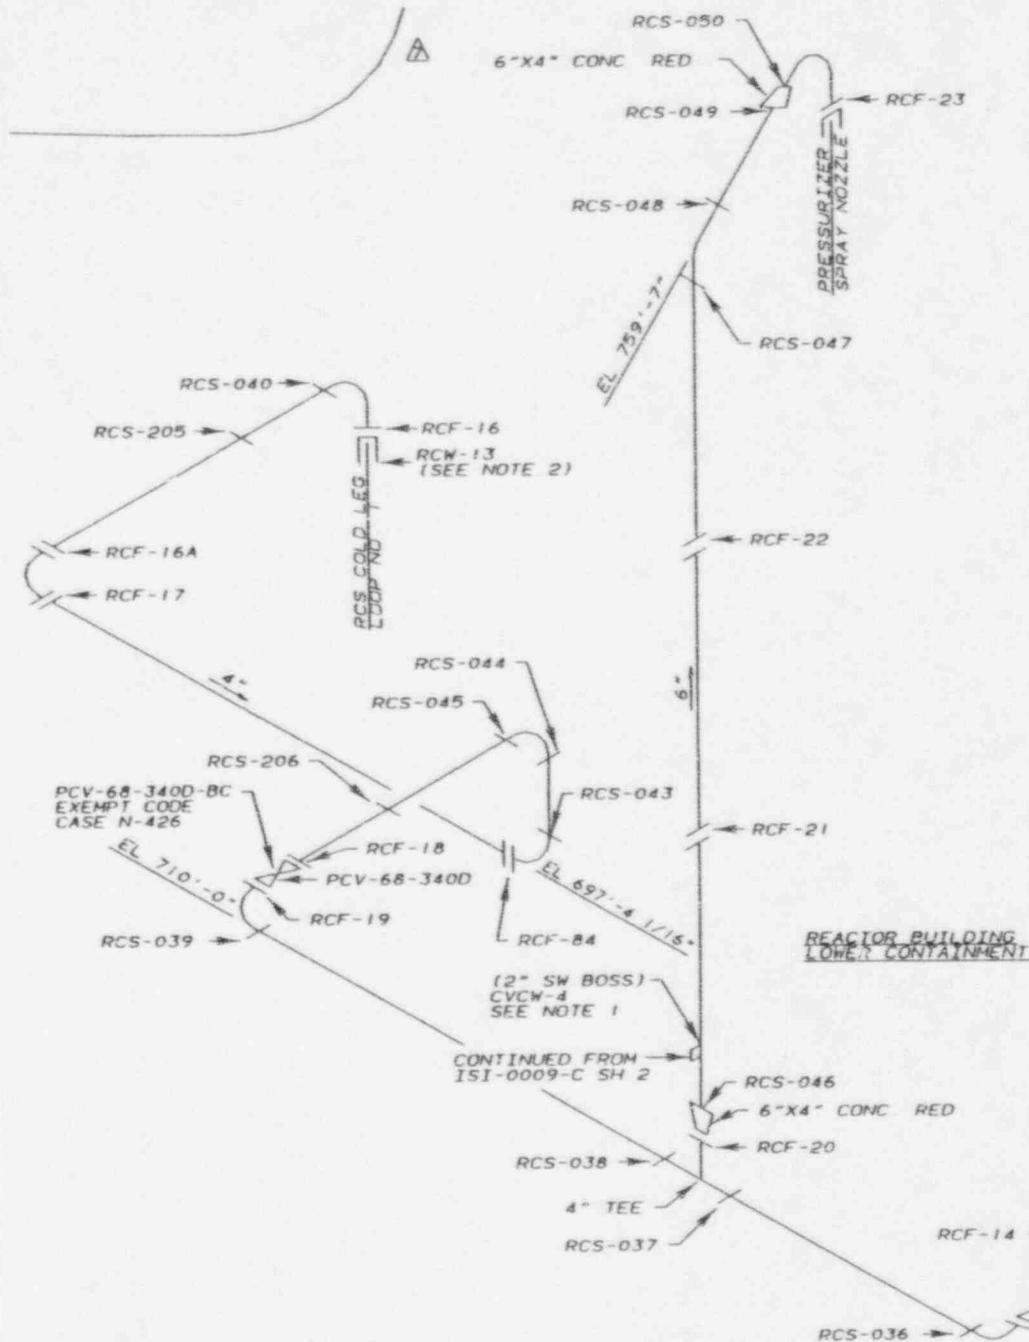 RCS-050
7
6"X4" CONC RED
RCF-23
RCS-049
PRESSURIZER
SPRAY NOZZLE
RCS-048
EL 759'-7"
RCS-047
RCS-040
RCS-205
RCF-16
RCW-13
(SEE NOTE 2)
RCS COLD LEG
LOOP NO 1
RCF-16A
RCF-22
RCF-17
RCS-044
4"
RCS-045
6"
RCS-206
PCV-68-340D-BC
EXEMPT CODE
CASE N-426
RCS-043
RCF-21
RCF-18
EL 710'-0"
PCV-68-340D
EL 697'-4 1/16"
RCF-19
RCS-039
RCF-84
REACTOR BUILDING
LOWER CONTAINMENT
(2" SW BOSS)
CVCW-4
SEE NOTE 1
CONTINUED FROM
ISI-0009-C SH 2
RCS-046
6"X4" CONC RED
RCF-20
RCS-038
4" TEE
RCS-037
RCF-14
RCS-036